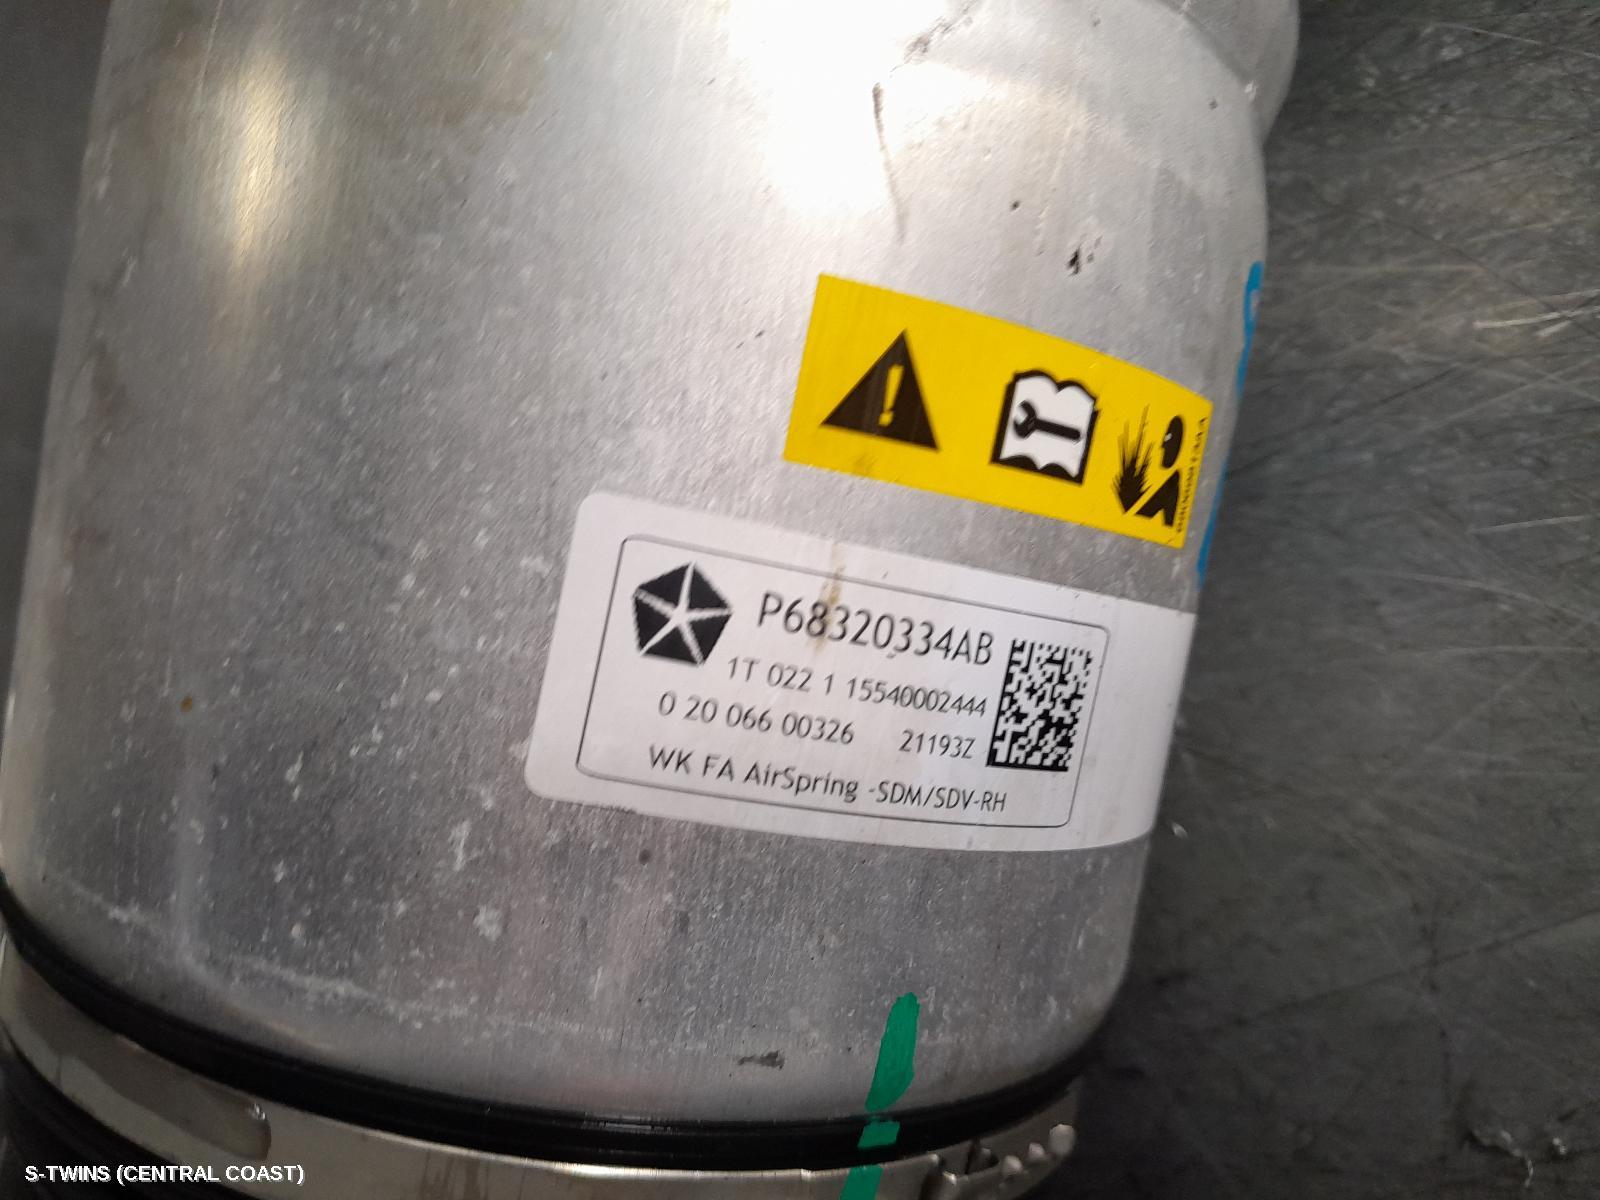 P68320334AB
1T 022 1 15540002444
0 20 066 00326 21193Z
WK FA AirSpring -SDM/SDV-RH
S-TWINS (CENTRAL COAST)